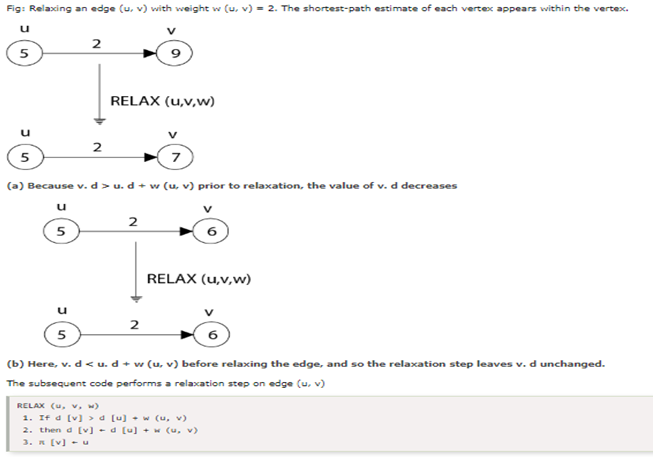 Fig: Relaxing an edge (u, v) with weight w (u, v) = 2. The shortest-path estimate of each vertex appears within the vertex.
u v
5 2 9
RELAX (u,v,w)
u v
5 2 7
(a) Because v. d > u. d + w (u, v) prior to relaxation, the value of v. d decreases
u v
5 2 6
RELAX (u,v,w)
u v
5 2 6
(b) Here, v. d < u. d + w (u, v) before relaxing the edge, and so the relaxation step leaves v. d unchanged.
The subsequent code performs a relaxation step on edge (u, v)
RELAX (u, v, w)
1. If d [v] > d [u] + w (u, v)
2. then d [v] ← d [u] + w (u, v)
3. π [v] ← u